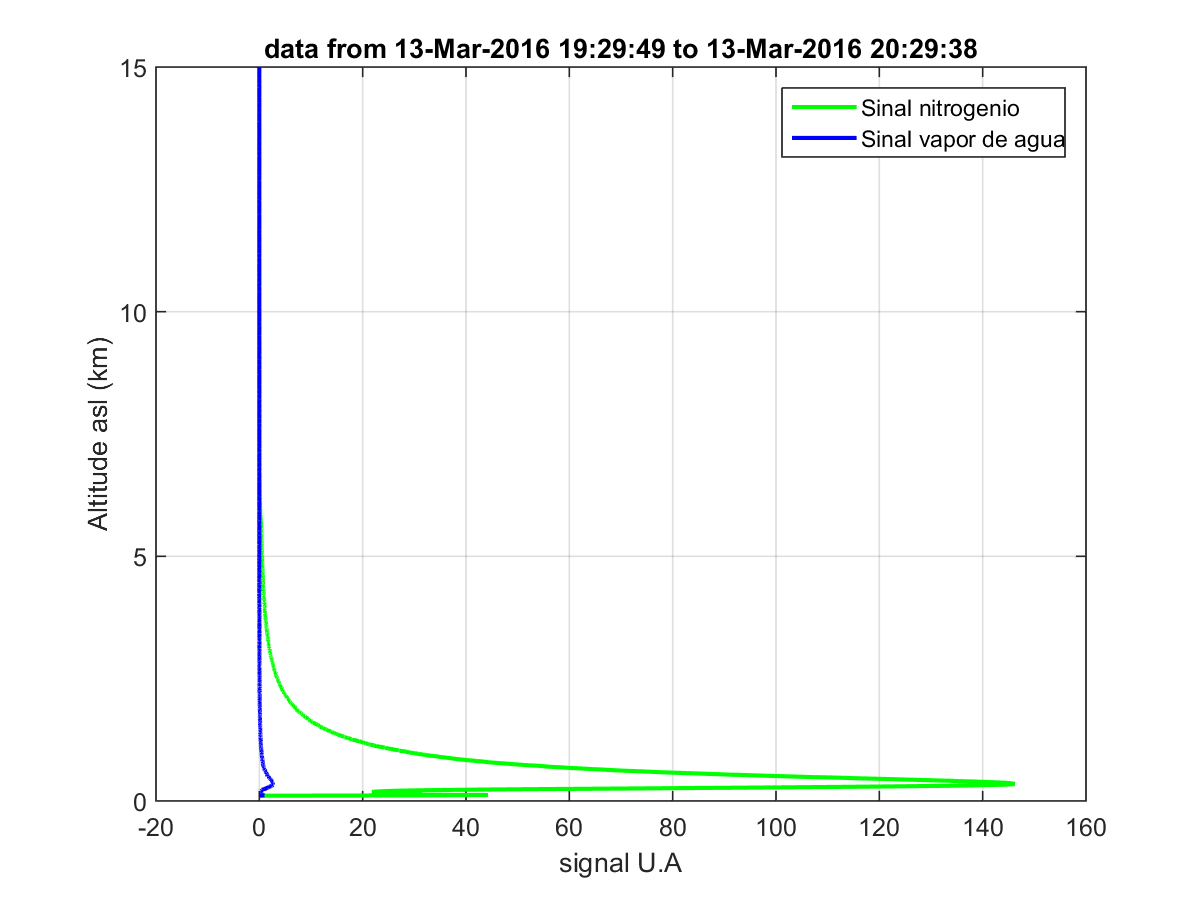 data from 13-Mar-2016 19:29:49 to 13-Mar-2016 20:29:38
Sinal nitrogenio
Sinal vapor de agua
15
10
5
0
Altitude asl (km)
-20 0 20 40 60 80 100 120 140 160
signal U.A